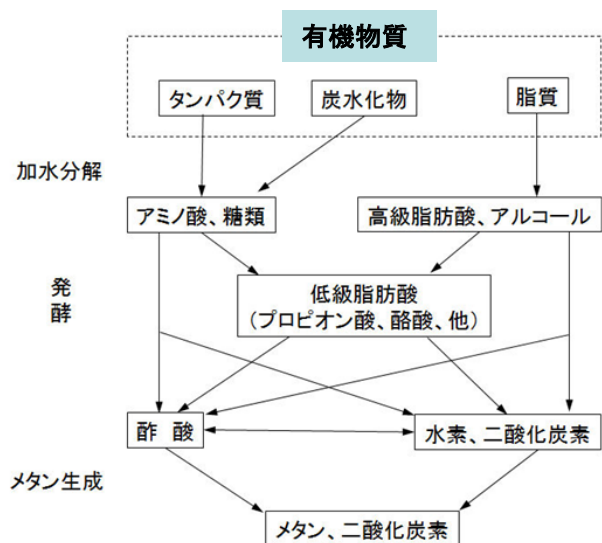 有機物質
タンパク質
炭水化物
脂質
加水分解
アミノ酸、糖類
高級脂肪酸、アルコール
発
酵
低級脂肪酸
(プロピオン酸、酪酸、他)
酢 酸
水素、二酸化炭素
メタン生成
メタン、二酸化炭素